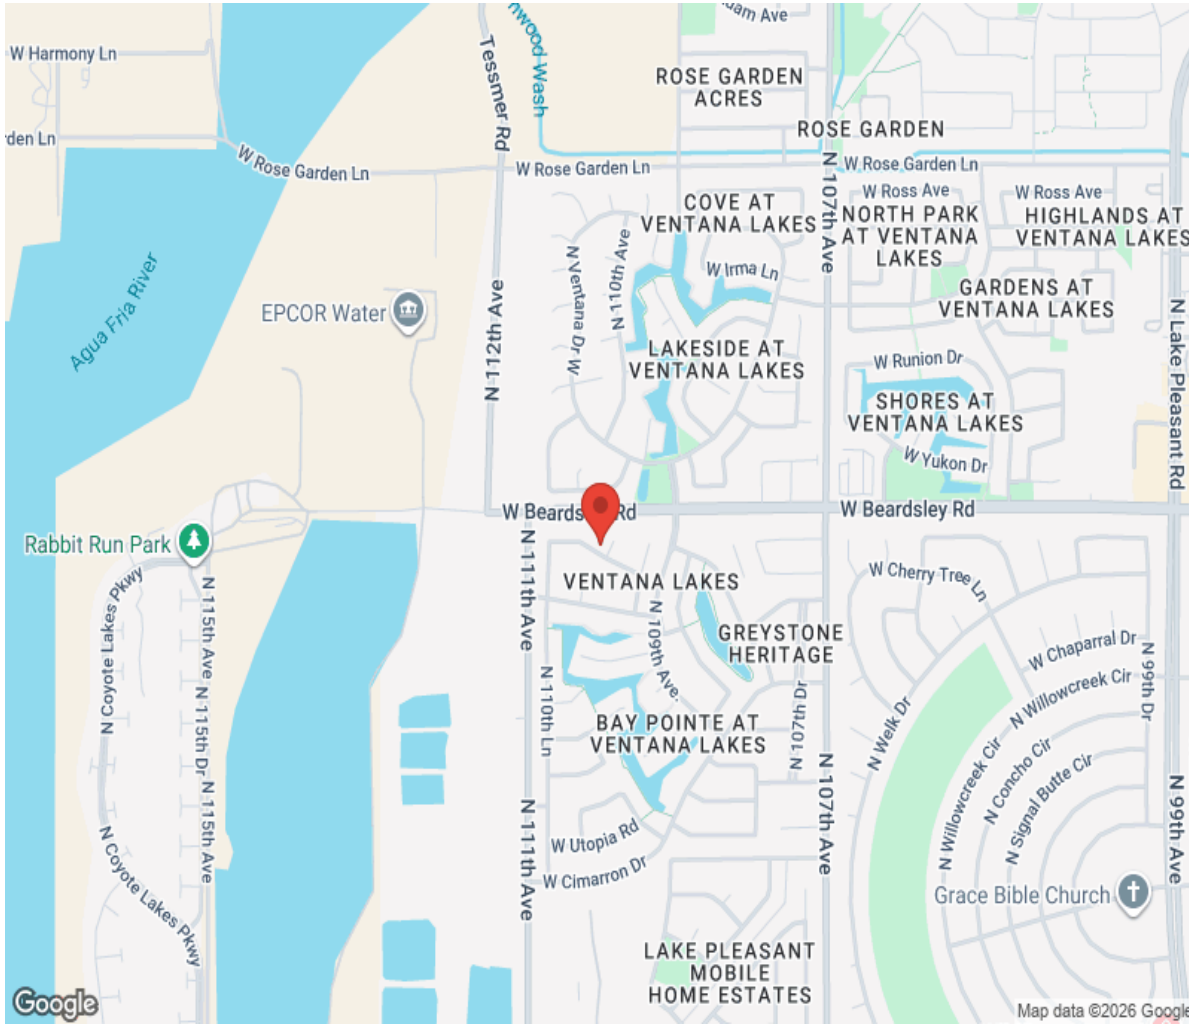 W Harmony Ln
Tessmer Rd
nwood Wash
dam Ave
ROSE GARDEN
ACRES
ROSE GARDEN
rden Ln
W Rose Garden Ln
W Rose Garden Ln
W Rose Garden Ln
N 107th Ave
W Ross Ave
W Ross Ave
COVE AT
VENTANA LAKES
NORTH PARK
AT VENTANA
LAKES
HIGHLANDS AT
VENTANA LAKES
Agua Fria River
EPCOR Water
N 112th Ave
N Ventana Dr W
N 110th Ave
W Irma Ln
GARDENS AT
VENTANA LAKES
LAKESIDE AT
VENTANA LAKES
W Runion Dr
SHORES AT
VENTANA LAKES
N Lake Pleasant Rd
W Yukon Dr
W Beardsley Rd
W Beards Rd
Rabbit Run Park
N 111th Ave
VENTANA LAKES
W Cherry Tree Ln
N Coyote Lakes Pkwy
N 115th Ave
N 109th Ave.
GREYSTONE
HERITAGE
W Chaparral Dr
N 99th Dr
N 115th Dr
N 110th Ln
BAY POINTE AT
VENTANA LAKES
N 107th Dr
N Welk Dr
N Willowcreek Cir
N Willowcreek Cir
N Concho Cir
N Signal Butte Cir
N 115th Ave
N 111th Ave
N 107th Ave
N 99th Ave
W Utopia Rd
W Cimarron Dr
N Coyote Lakes Pkwy
Grace Bible Church
LAKE PLEASANT
MOBILE
HOME ESTATES
Google
Map data ©2026 Google